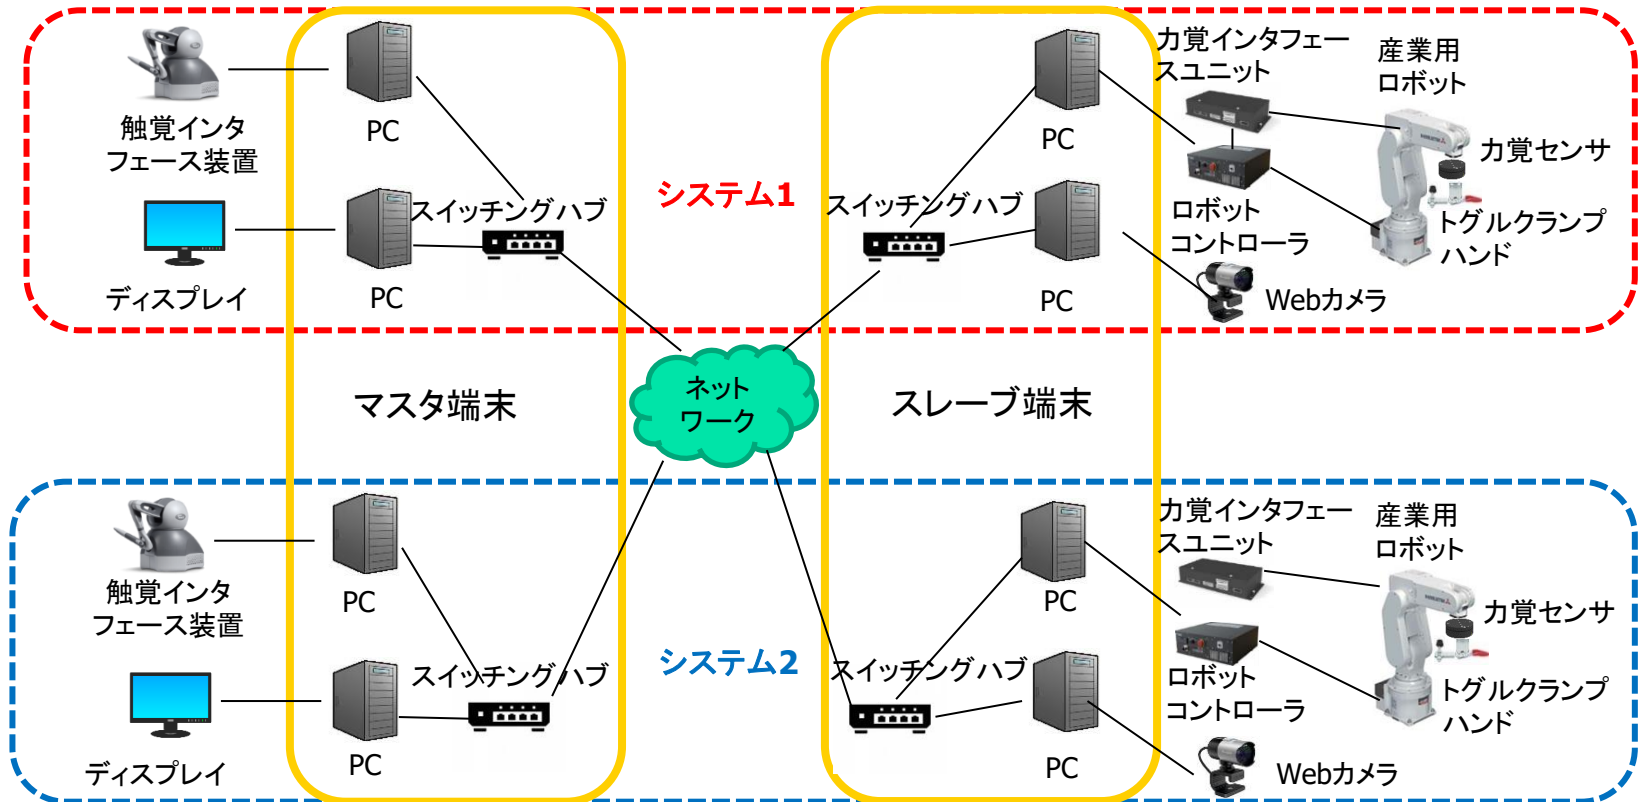 触覚インタ
フェース装置
PC
ディスプレイ
PC
スイッチングハブ
システム1
スイッチングハブ
PC
PC
力覚インタフェー
スユニット
産業用
ロボット
力覚センサ
ロボット
コントローラ
トグルクランプ
ハンド
Webカメラ
マスタ端末
ネット
ワーク
スレーブ端末
触覚インタ
フェース装置
PC
ディスプレイ
PC
スイッチングハブ
システム2
スイッチングハブ
PC
PC
力覚インタフェー
スユニット
産業用
ロボット
力覚センサ
ロボット
コントローラ
トグルクランプ
ハンド
Webカメラ